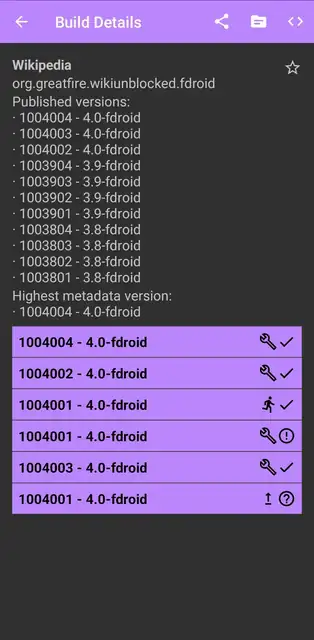 Build Details
Wikipedia
org.greatfire.wikiunblocked.fdroid
Published versions:
· 1004004 - 4.0-fdroid
· 1004003 - 4.0-fdroid
· 1004002 - 4.0-fdroid
· 1003904 - 3.9-fdroid
· 1003903 - 3.9-fdroid
· 1003902 - 3.9-fdroid
· 1003901 - 3.9-fdroid
· 1003804 - 3.8-fdroid
· 1003803 - 3.8-fdroid
· 1003802 - 3.8-fdroid
· 1003801 - 3.8-fdroid
Highest metadata version:
· 1004004 - 4.0-fdroid
1004004 - 4.0-fdroid
1004002 - 4.0-fdroid
1004001 - 4.0-fdroid
1004001 - 4.0-fdroid
1004003 - 4.0-fdroid
1004001 - 4.0-fdroid